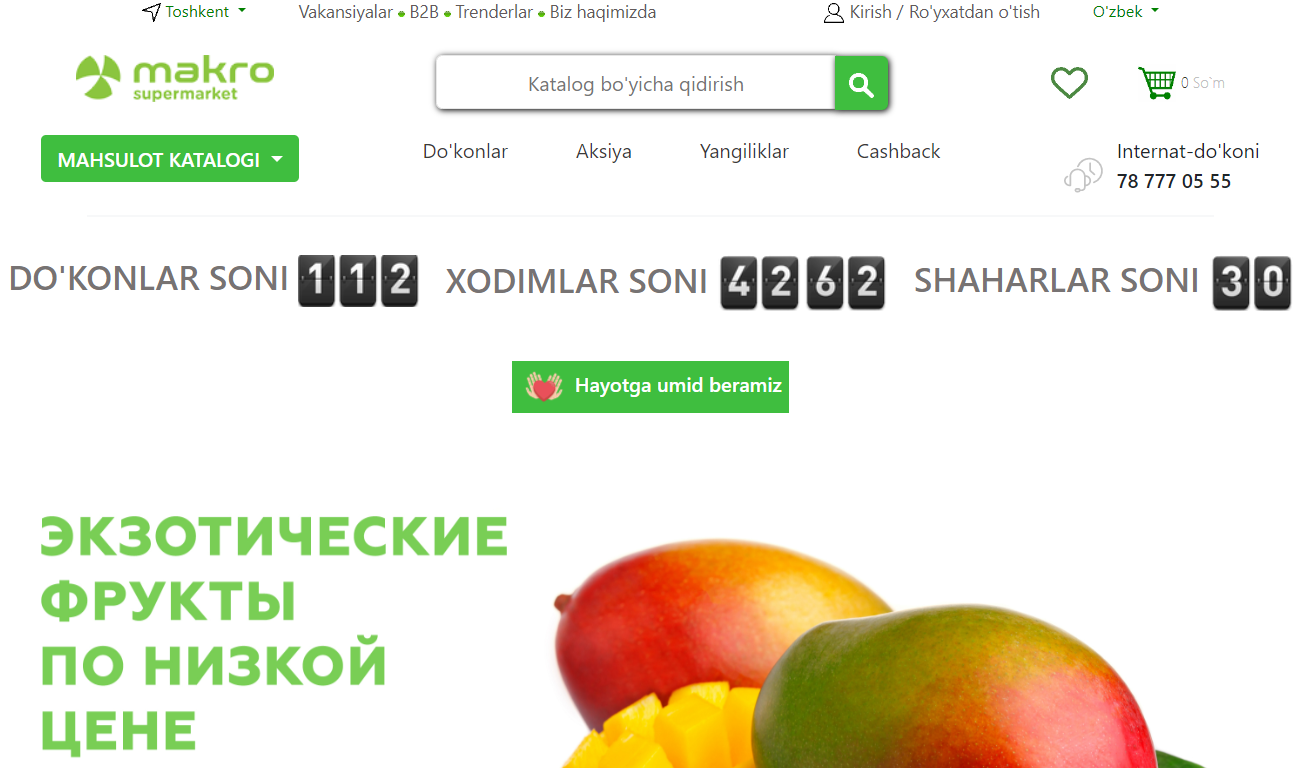 Toshkent
Vakansiyalar B2B Trenderlar Biz haqimizda
Kirish / Ro'yxatdan o'tish
O'zbek
makro
supermarket
Katalog bo'yicha qidirish
0 So`m
MAHSULOT KATALOGI
Do'konlar
Aksiya
Yangiliklar
Cashback
Internat-do'koni
78 777 05 55
DO'KONLAR SONI 112
XODIMLAR SONI 4262
SHAHARLAR SONI 30
Hayotga umid beramiz
ЭКЗОТИЧЕСКИЕ
ФРУКТЫ
ПО НИЗКОЙ
ЦЕНЕ